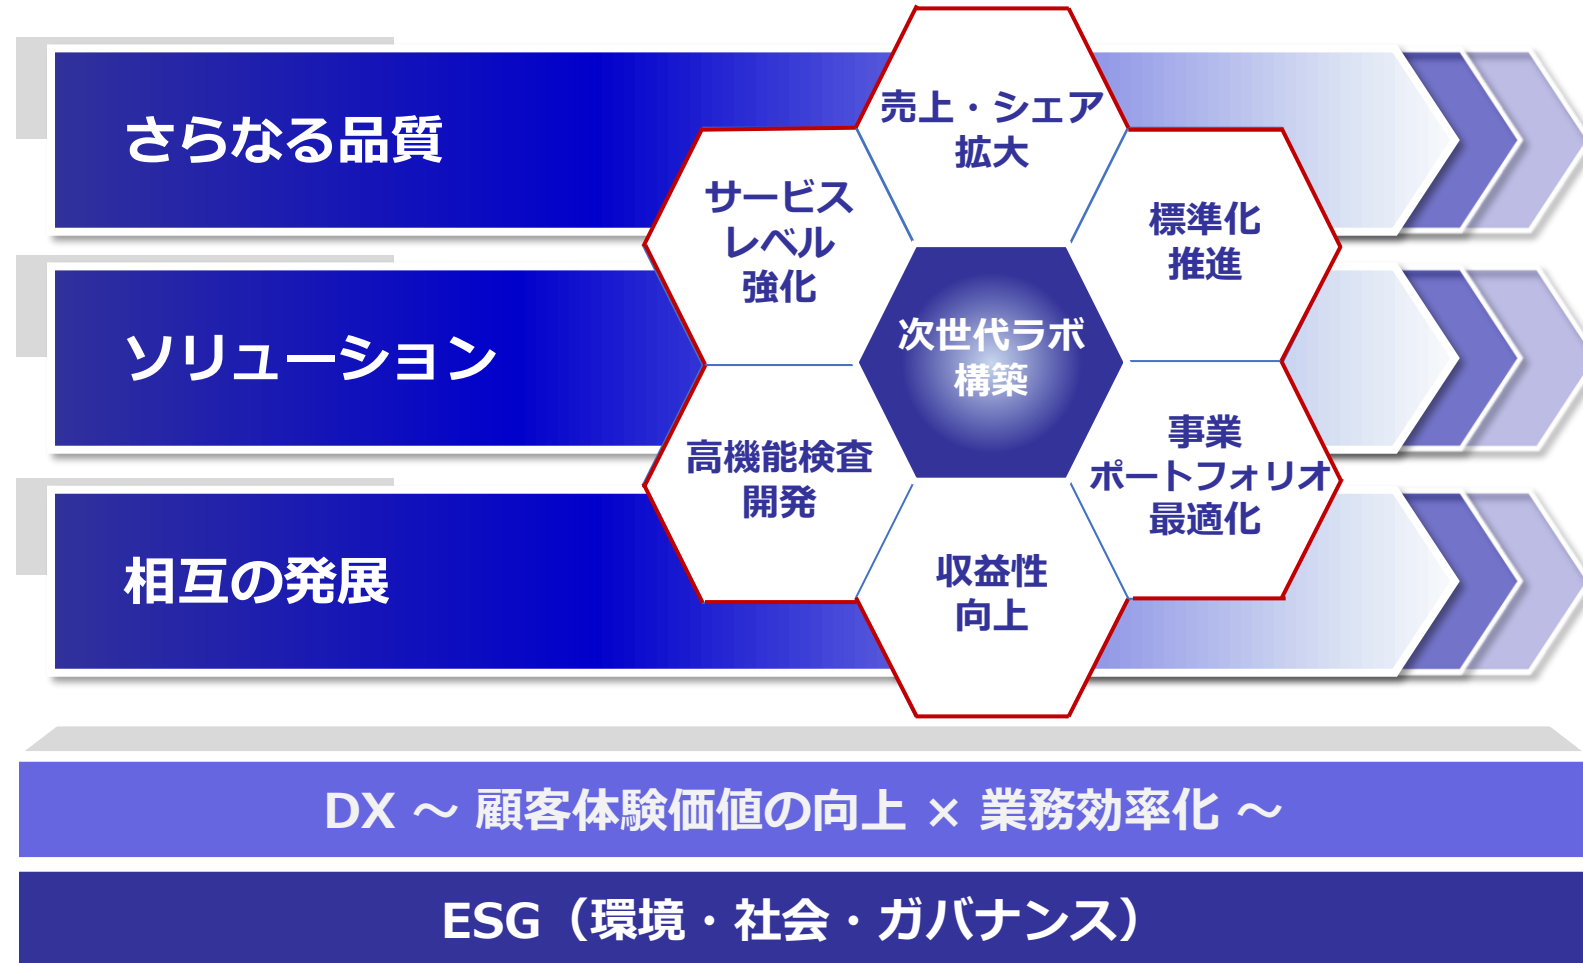 さらなる品質
ソリューション
相互の発展
売上・シェア
拡大
サービス
レベル
強化
標準化
推進
次世代ラボ
構築
高機能検査
開発
事業
ポートフォリオ
最適化
収益性
向上
DX ～ 顧客体験価値の向上 × 業務効率化 ～
ESG（環境・社会・ガバナンス）